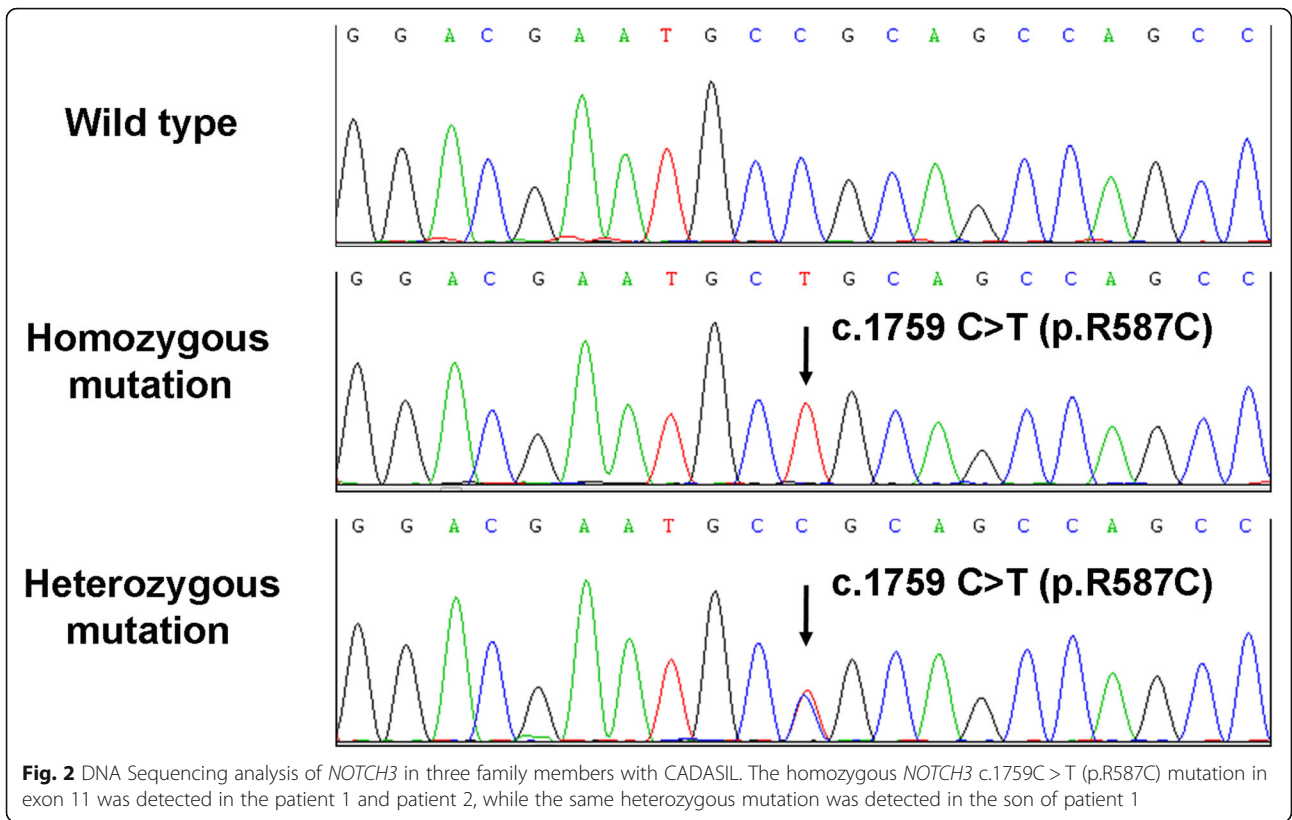 G G A C G A A T G C C G C A G C C A G C C
Wild type
G G A C G A A T G C T G C A G C C A G C C
Homozygous
mutation
c.1759 C>T (p.R587C)
G G A C G A A T G C C G C A G C C A G C C
Heterozygous
mutation
c.1759 C>T (p.R587C)
Fig. 2 DNA Sequencing analysis of NOTCH3 in three family members with CADASIL. The homozygous NOTCH3 c.1759C > T (p.R587C) mutation in
exon 11 was detected in the patient 1 and patient 2, while the same heterozygous mutation was detected in the son of patient 1